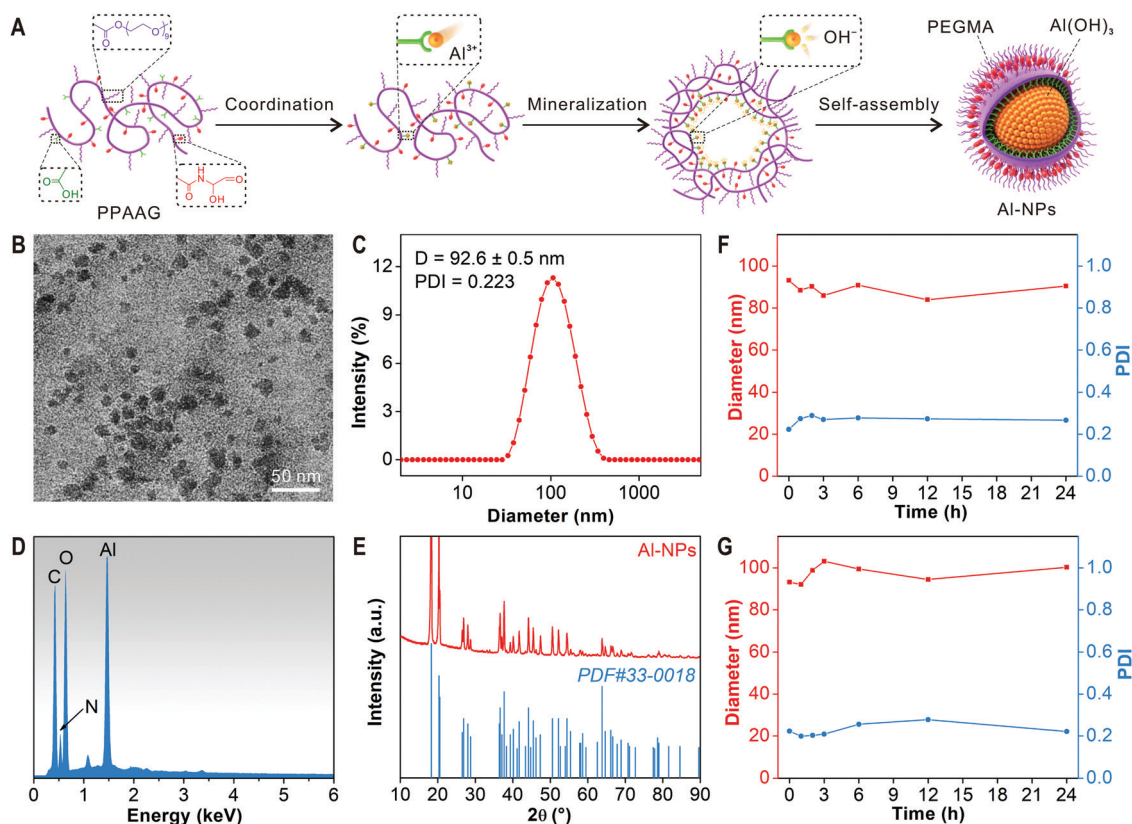 A
O
O
( O )9
Al³⁺
OH⁻
PEGMA
Al(OH)₃
Coordination
Mineralization
Self-assembly
O
OH
H
N
O
O
OH
PPAAG
Al-NPs
B
50 nm
C
D = 92.6 ± 0.5 nm
PDI = 0.223
12
9
6
3
0
Intensity (%)
10 100 1000
Diameter (nm)
F
100
80
60
40
20
0
Diameter (nm)
1.0
0.8
0.6
0.4
0.2
0.0
PDI
0 3 6 9 12 15 18 21 24
Time (h)
D
C
O
Al
N
0 1 2 3 4 5 6
Energy (keV)
E
Al-NPs
PDF#33-0018
Intensity (a.u.)
10 20 30 40 50 60 70 80 90
2θ (°)
G
100
80
60
40
20
0
Diameter (nm)
1.0
0.8
0.6
0.4
0.2
0.0
PDI
0 3 6 9 12 15 18 21 24
Time (h)